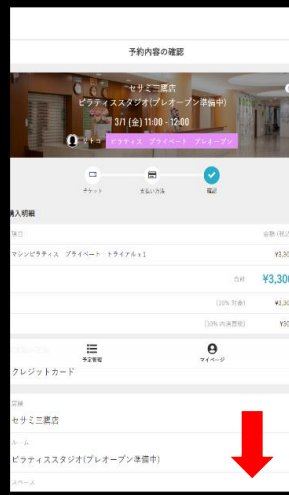 予約内容の確認
セサミ三鷹店
ピラティススタジオ(プレオープン準備中)
3/1 (金) 11:00 - 12:00
サトコ ピラティス プライベート プレオープン
チケット 支払い方法 確認
購入明細
項目 金額 (税込
マシンピラティス プライベート トライアルx1 ¥3,30
合計 ¥3,30
(10% 対象) ¥3,30
(10% 内消費税) ¥30
予定管理 マイページ
クレジットカード
店舗
セサミ三鷹店
ルーム
ピラティススタジオ(プレオープン準備中)
スペース